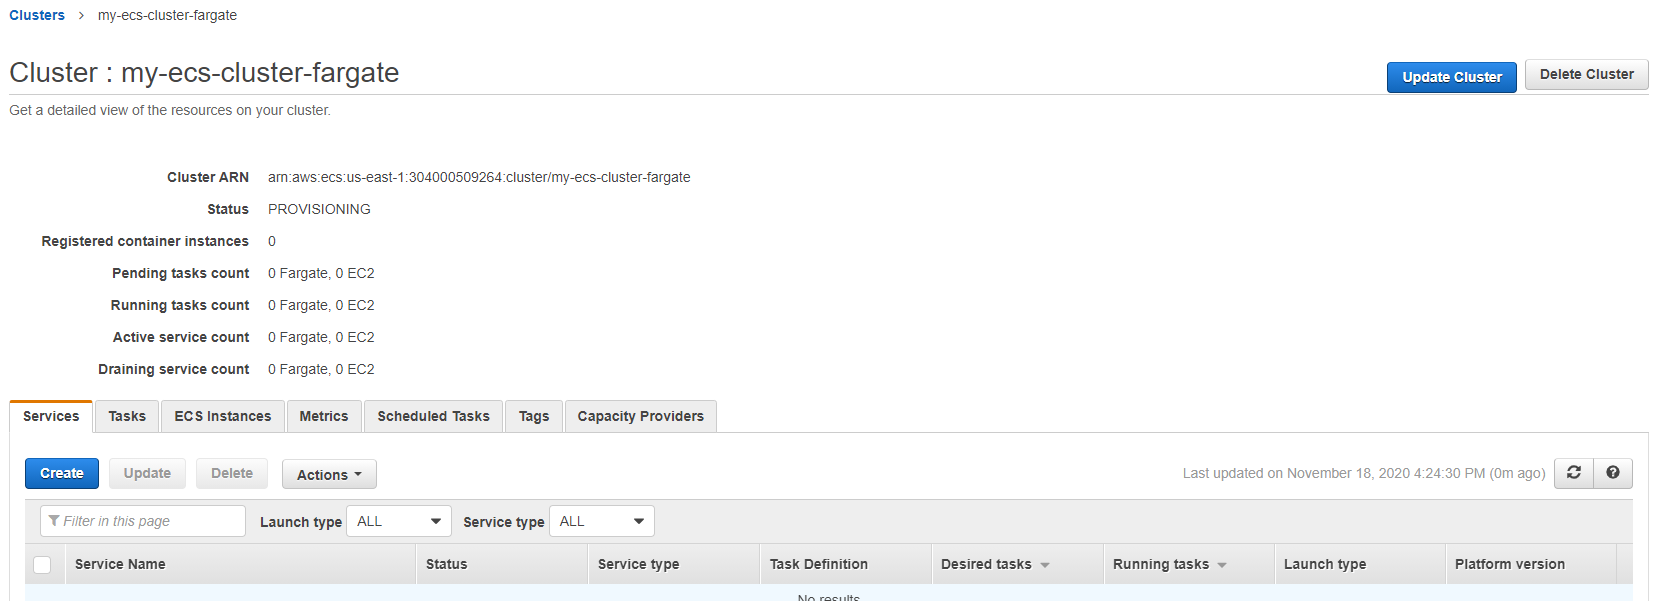 Clusters > my-ecs-cluster-fargate
Cluster : my-ecs-cluster-fargate
Update Cluster Delete Cluster
Get a detailed view of the resources on your cluster.
Cluster ARN arn:aws:ecs:us-east-1:304000509264:cluster/my-ecs-cluster-fargate
Status PROVISIONING
Registered container instances 0
Pending tasks count 0 Fargate, 0 EC2
Running tasks count 0 Fargate, 0 EC2
Active service count 0 Fargate, 0 EC2
Draining service count 0 Fargate, 0 EC2
Services Tasks ECS Instances Metrics Scheduled Tasks Tags Capacity Providers
Create Update Delete Actions Last updated on November 18, 2020 4:24:30 PM (0m ago)
Filter in this page Launch type ALL Service type ALL
Service Name Status Service type Task Definition Desired tasks Running tasks Launch type Platform version
No results